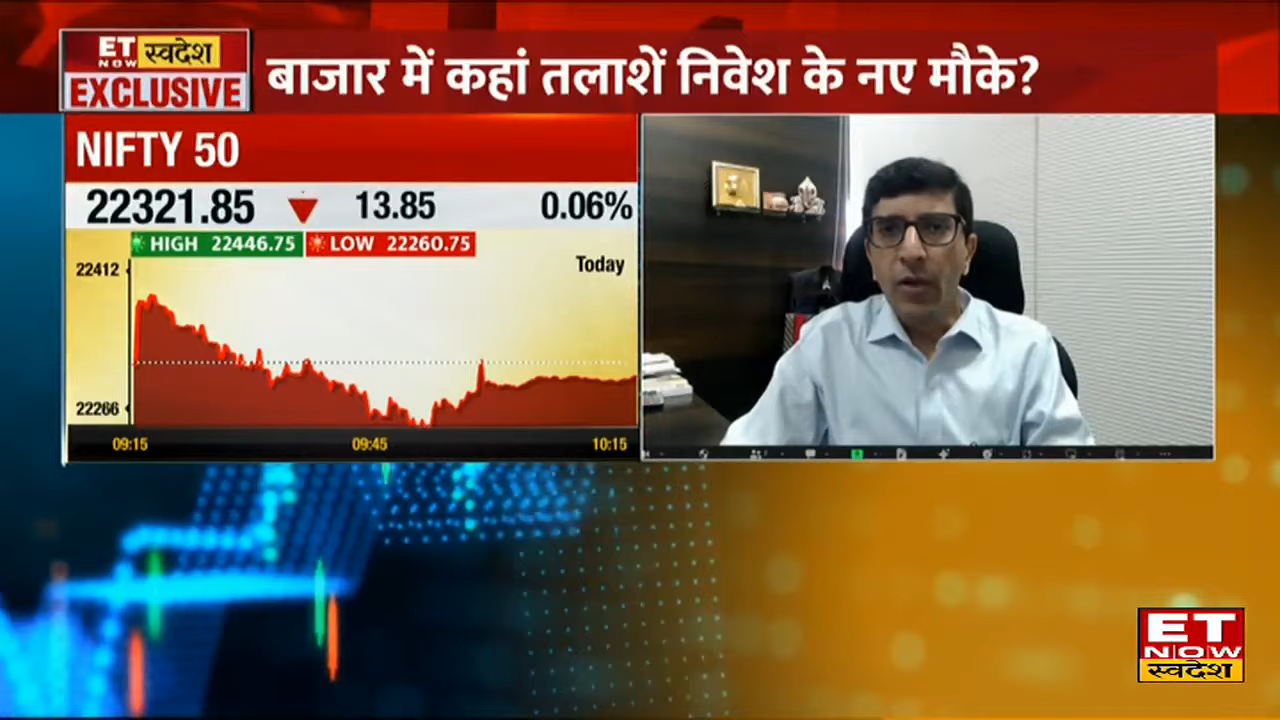 ET
NOW
स्वदेश
EXCLUSIVE
बाजार में कहां तलाशें निवेश के नए मौके?
NIFTY 50
22321.85 ▼ 13.85 0.06%
HIGH 22446.75 LOW 22260.75
Today
22412
22266
09:15 09:45 10:15
ET
NOW
स्वदेश